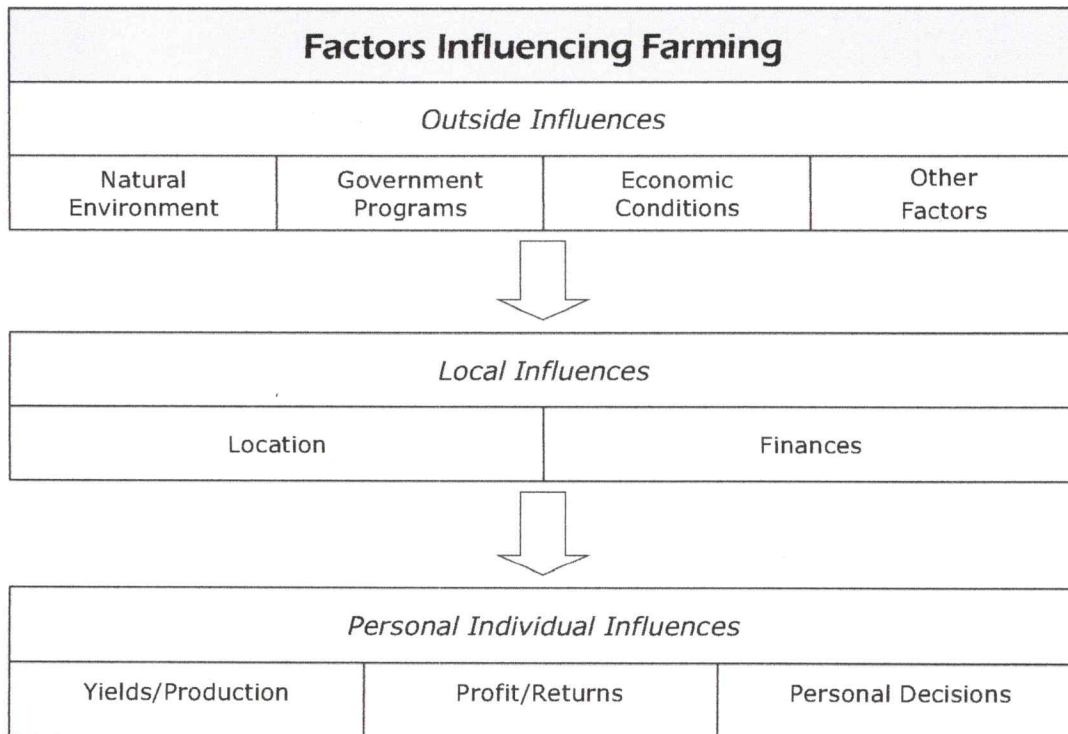 Factors Influencing Farming
Outside Influences
Natural
Environment
Government
Programs
Economic
Conditions
Other
Factors
Local Influences
Location
Finances
Personal Individual Influences
Yields/Production
Profit/Returns
Personal Decisions